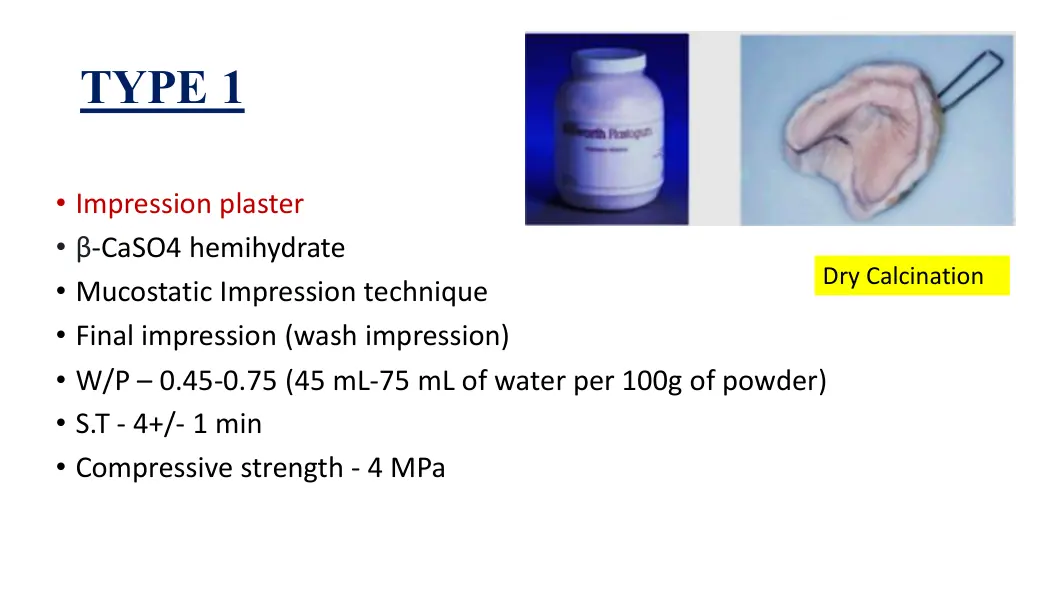 TYPE 1
• Impression plaster
• β-CaSO4 hemihydrate
Dry Calcination
• Mucostatic Impression technique
• Final impression (wash impression)
• W/P – 0.45-0.75 (45 mL-75 mL of water per 100g of powder)
• S.T - 4+/- 1 min
• Compressive strength - 4 MPa